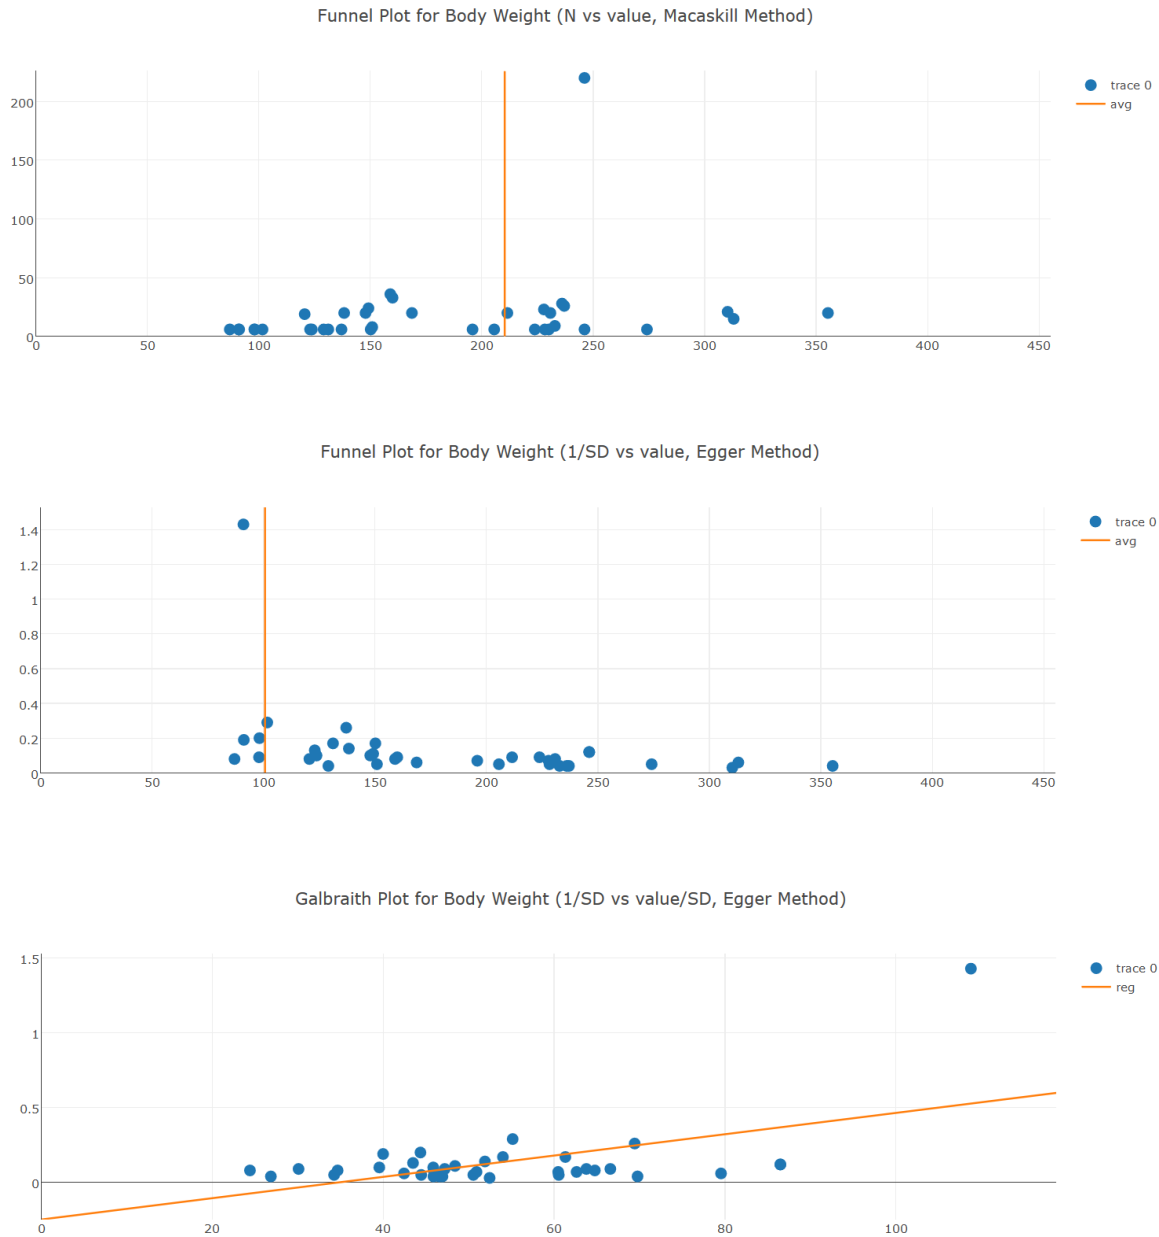 Funnel Plot for Body Weight (N vs value, Macaskill Method)
trace 0
avg
200
150
100
50
0
0 50 100 150 200 250 300 350 400 450
Funnel Plot for Body Weight (1/SD vs value, Egger Method)
trace 0
avg
1.4
1.2
1
0.8
0.6
0.4
0.2
0
0 50 100 150 200 250 300 350 400 450
Galbraith Plot for Body Weight (1/SD vs value/SD, Egger Method)
trace 0
reg
1.5
1
0.5
0
0 20 40 60 80 100